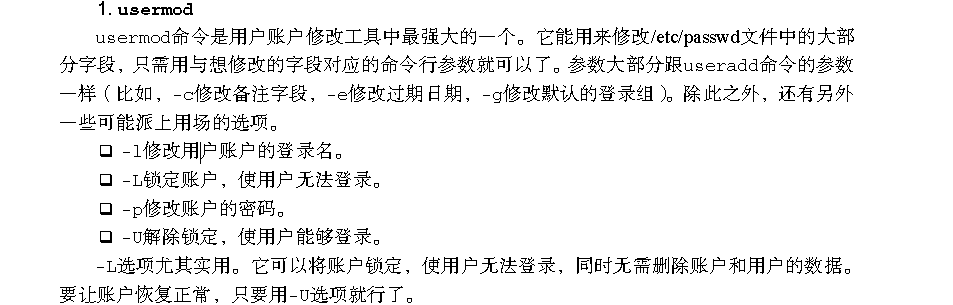 1. usermod
usermod命令是用户账户修改工具中最强大的一个。它能用来修改/etc/passwd文件中的大部
分字段，只需用与想修改的字段对应的命令行参数就可以了。参数大部分跟useradd命令的参数
一样（比如，-c修改备注字段，-e修改过期日期，-g修改默认的登录组）。除此之外，还有另外
一些可能派上用场的选项。
❑ -l修改用户账户的登录名。
❑ -L锁定账户，使用户无法登录。
❑ -p修改账户的密码。
❑ -U解除锁定，使用户能够登录。
-L选项尤其实用。它可以将账户锁定，使用户无法登录，同时无需删除账户和用户的数据。
要让账户恢复正常，只要用-U选项就行了。